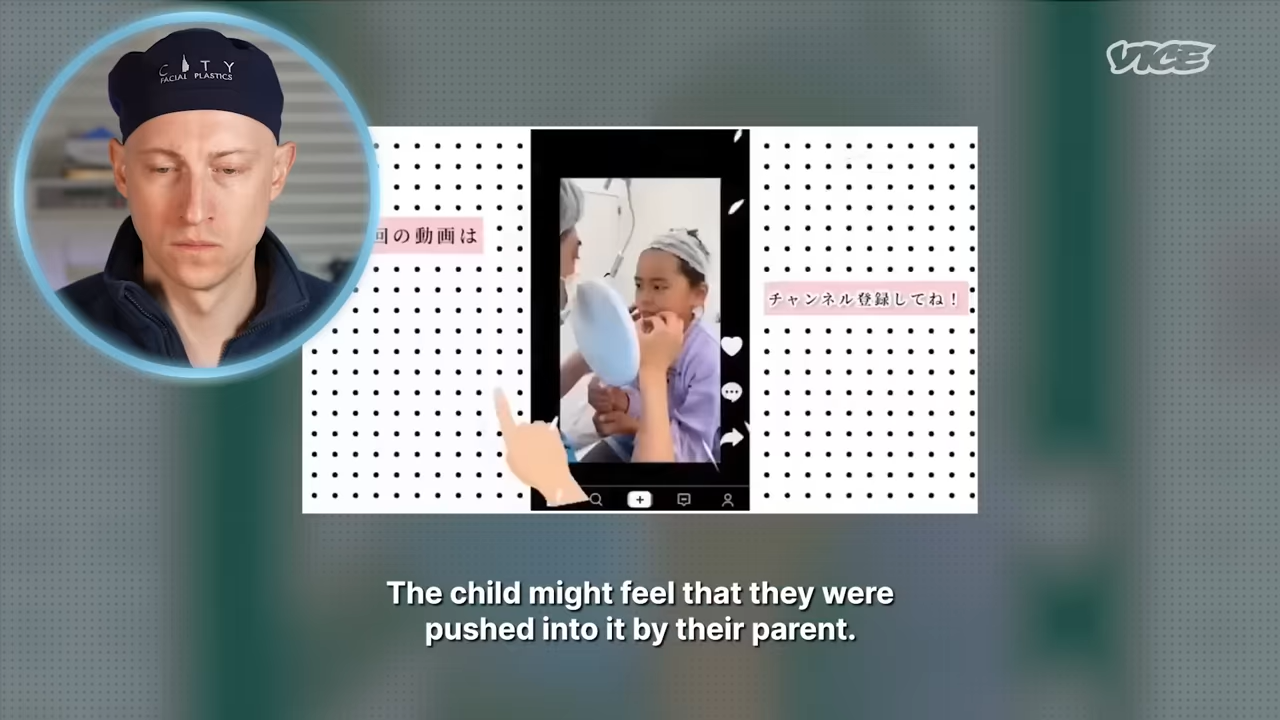 C I T Y
FACIAL PLASTICS
VICE
回の動画は
チャンネル登録してね！
The child might feel that they were
pushed into it by their parent.